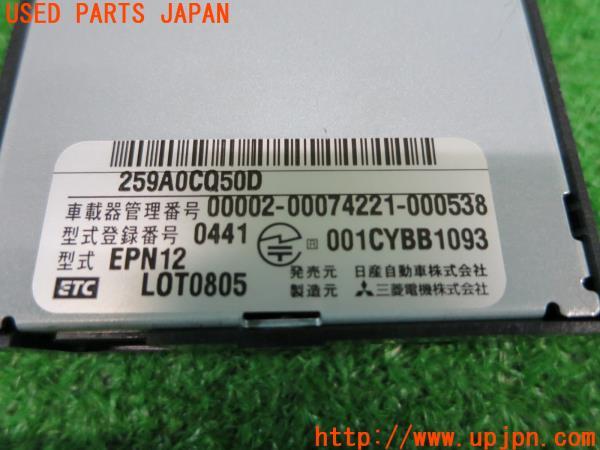 USED PARTS JAPAN
259A0CQ50D
車載器管理番号 00002-00074221-000538
型式登録番号 0441 R 001CYBB1093
型式 EPN12 発売元 日産自動車株式会社
ETC LOT0805 製造元 三菱電機株式会社
http://www.upjpn.com